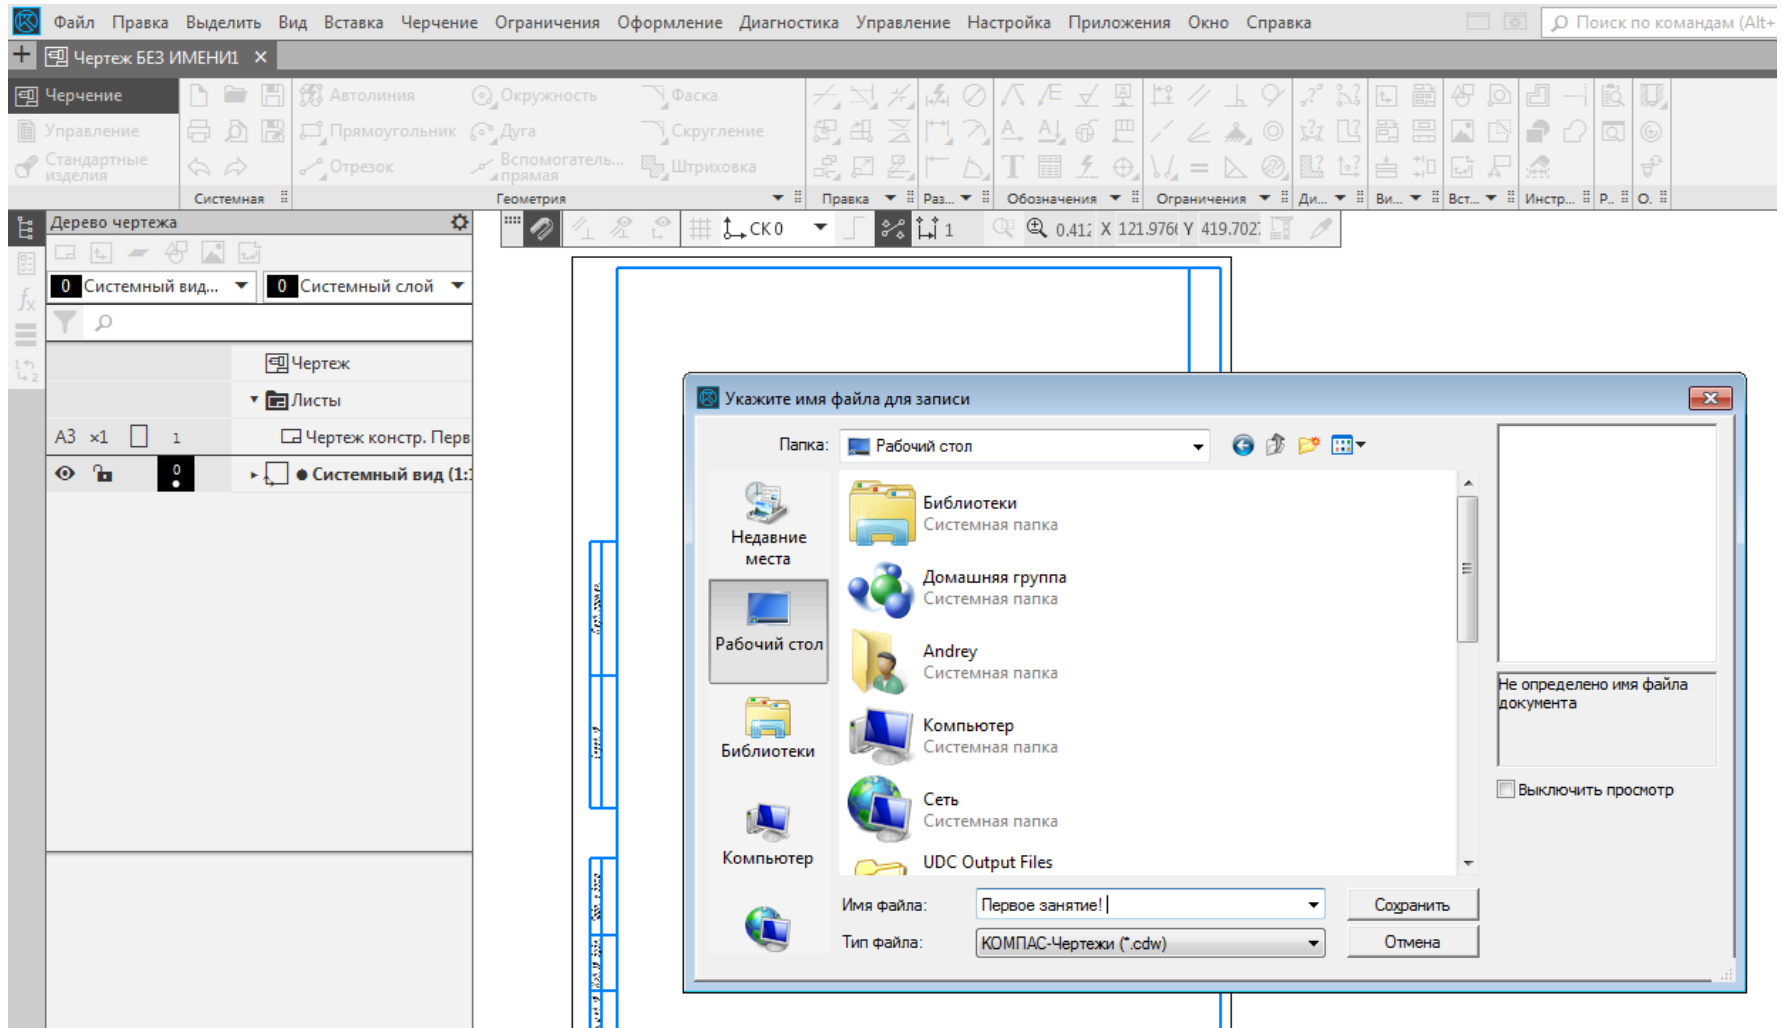 Файл Правка Выделить Вид Вставка Черчение Ограничения Оформление Диагностика Управление Настройка Приложения Окно Справка Поиск по командам (Alt+
Чертеж БЕЗ ИМЕНИ1
Черчение Автолиния Окружность Фаска
Управление Прямоугольник Дуга Скругление
Стандартные изделия Отрезок Вспомогатель... прямая Штриховка
Системная Геометрия Правка Раз... Обозначения Ограничения Ди... Ви... Вст... Инстр... Р.. О.
Дерево чертежа СК 0 1 0.412 X 121.976 Y 419.702
0 Системный вид... 0 Системный слой
Чертеж
Листы
A3 ×1 1 Чертеж констр. Перв
0 Системный вид (1:1
Укажите имя файла для записи
Папка: Рабочий стол
Недавние места
Рабочий стол
Библиотеки
Компьютер
Библиотеки
Системная папка
Домашняя группа
Системная папка
Andrey
Системная папка
Компьютер
Системная папка
Сеть
Системная папка
UDC Output Files
Не определено имя файла
документа
Выключить просмотр
Имя файла: Первое занятие! Сохранить
Тип файла: КОМПАС-Чертежи (*.cdw) Отмена